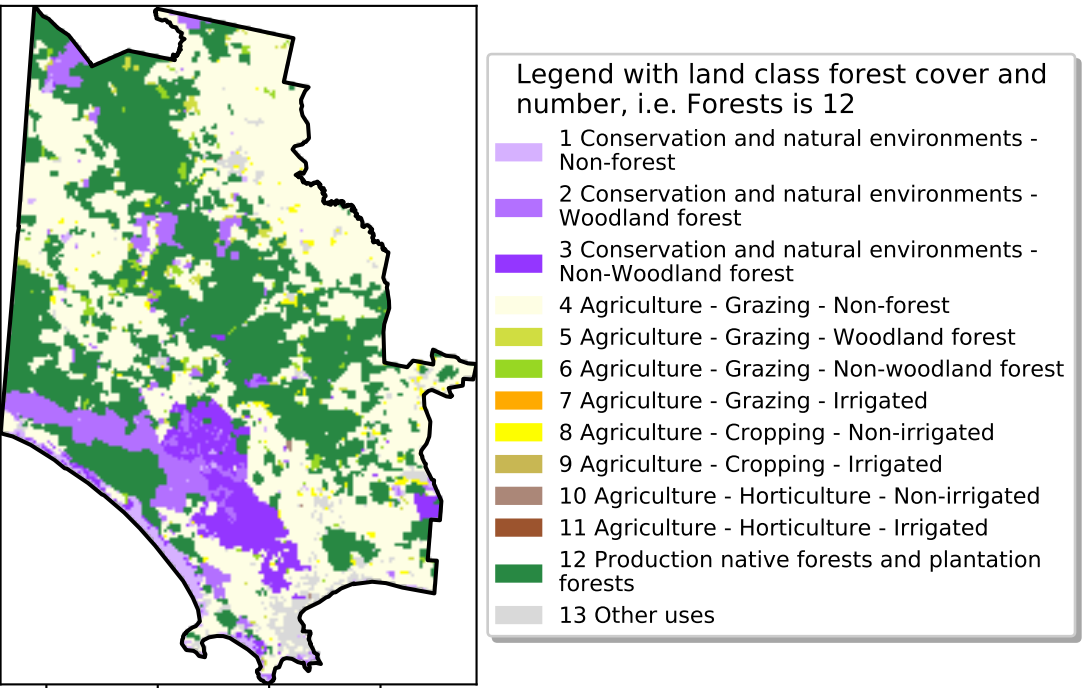 Legend with land class forest cover and
number, i.e. Forests is 12
1 Conservation and natural environments -
Non-forest
2 Conservation and natural environments -
Woodland forest
3 Conservation and natural environments -
Non-Woodland forest
4 Agriculture - Grazing - Non-forest
5 Agriculture - Grazing - Woodland forest
6 Agriculture - Grazing - Non-woodland forest
7 Agriculture - Grazing - Irrigated
8 Agriculture - Cropping - Non-irrigated
9 Agriculture - Cropping - Irrigated
10 Agriculture - Horticulture - Non-irrigated
11 Agriculture - Horticulture - Irrigated
12 Production native forests and plantation
forests
13 Other uses